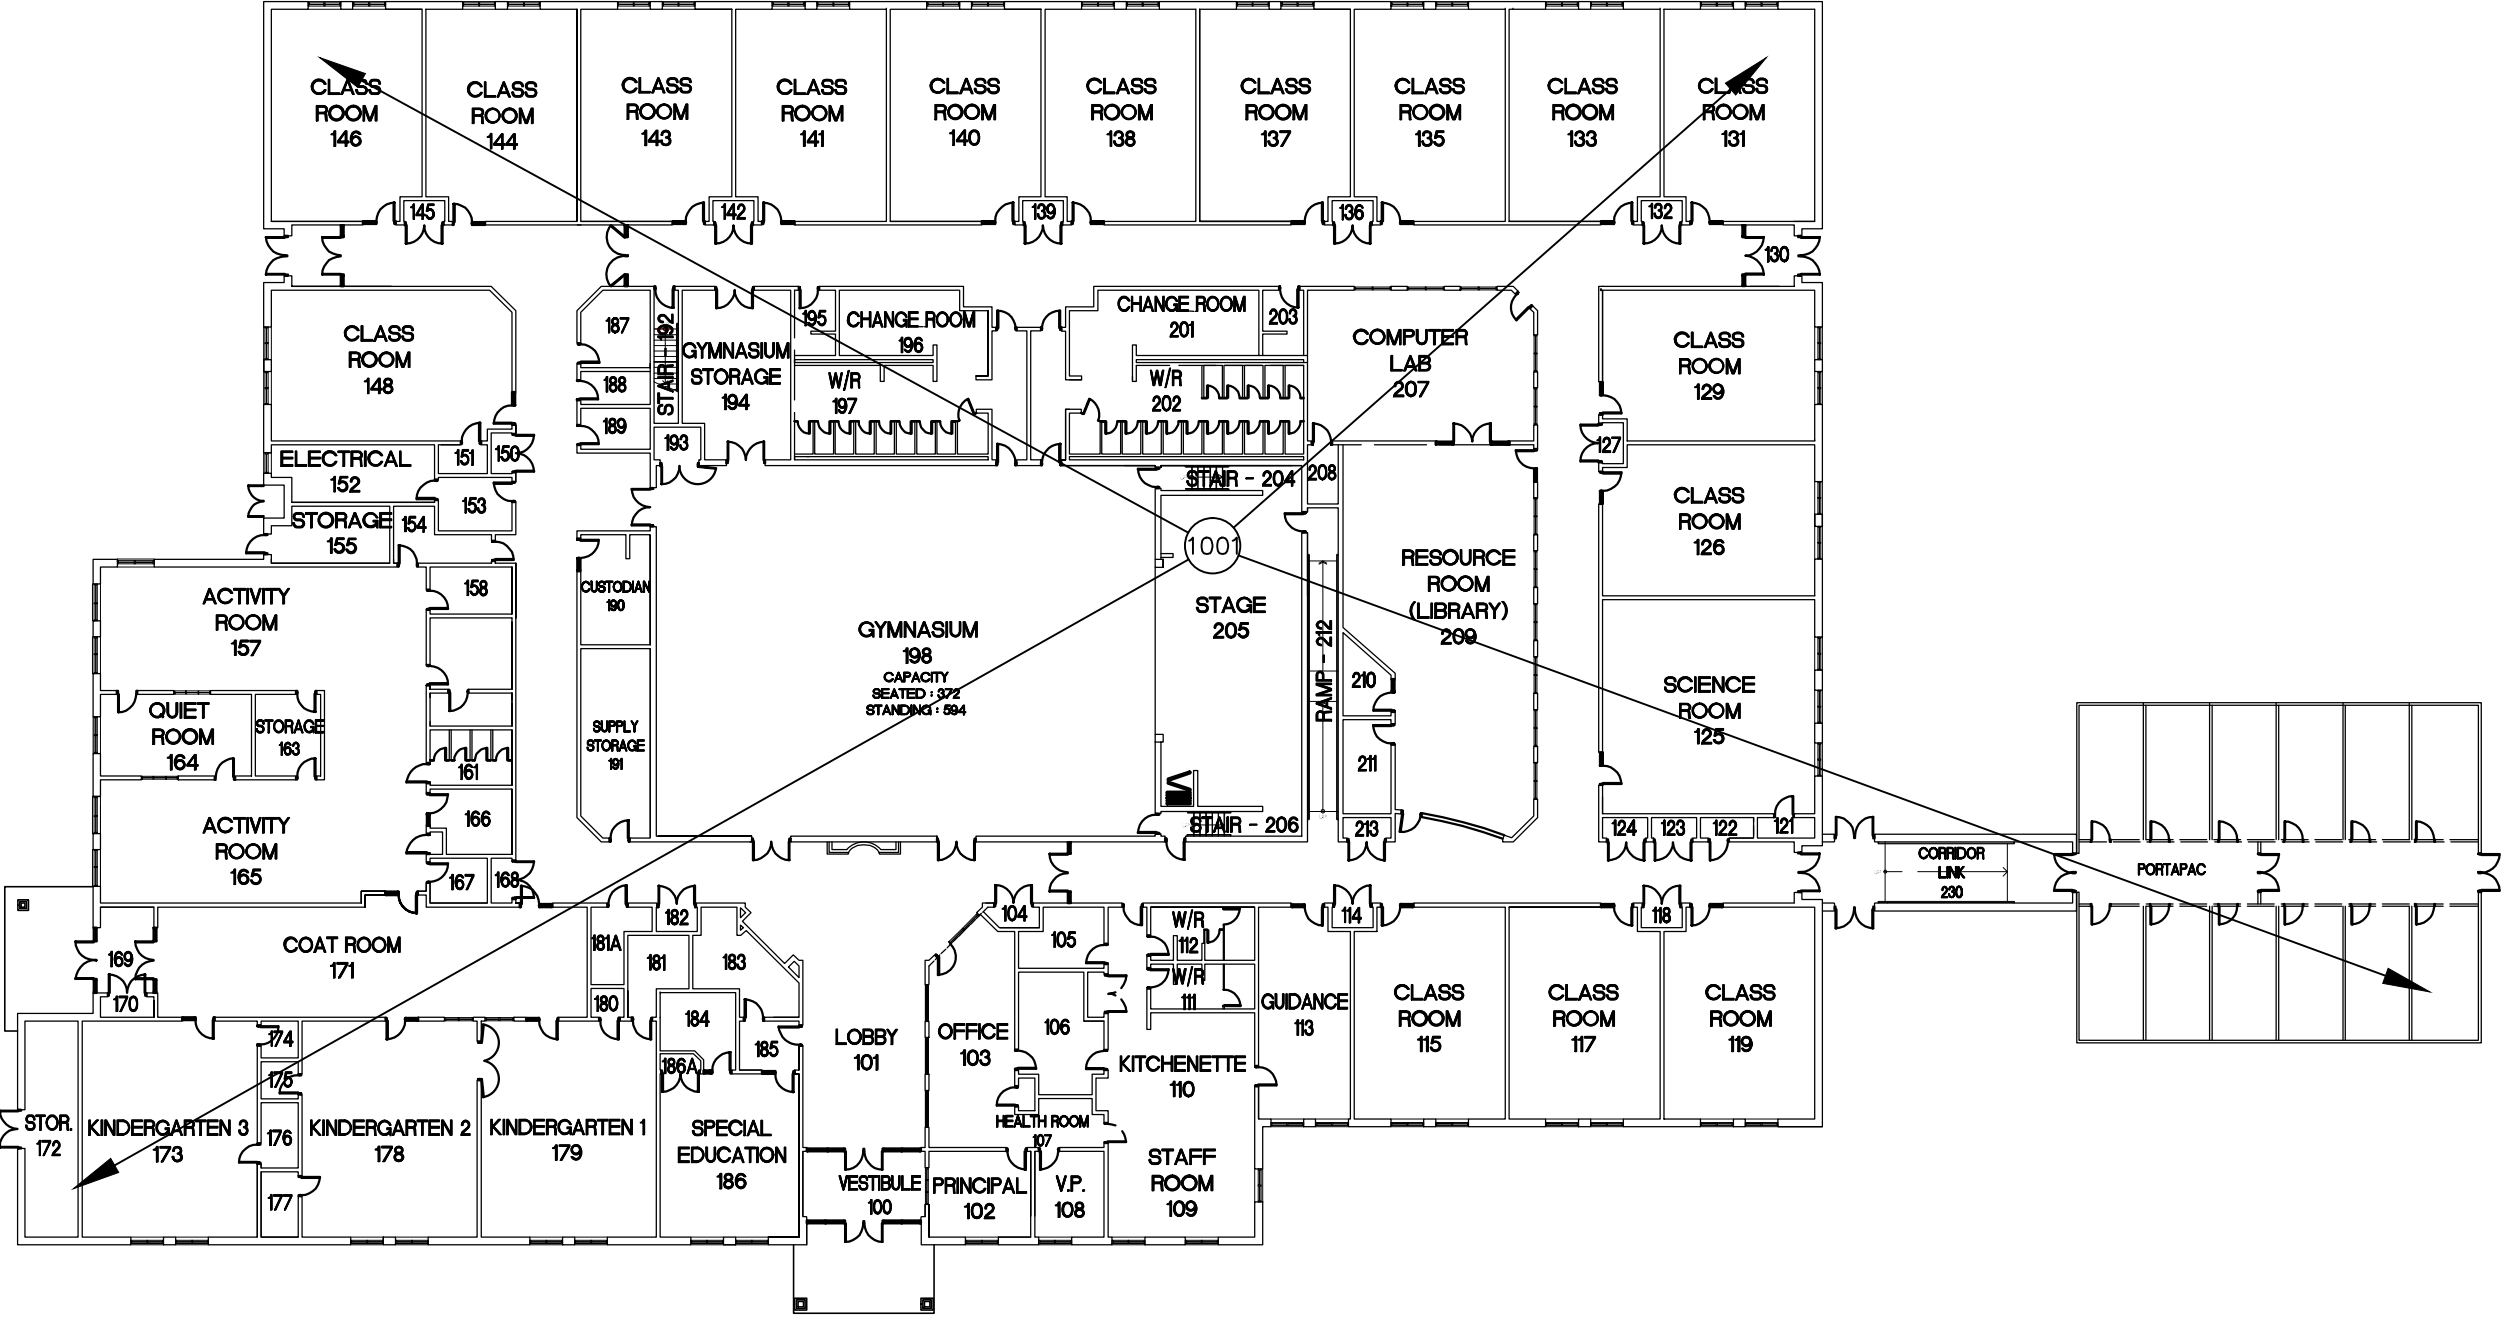 CLASS
ROOM
146
CLASS
ROOM
144
CLASS
ROOM
143
CLASS
ROOM
141
CLASS
ROOM
140
CLASS
ROOM
138
CLASS
ROOM
137
CLASS
ROOM
135
CLASS
ROOM
133
CLASS
ROOM
131
145
142
139
136
132
130
CLASS
ROOM
148
187
188
189
STAIR - 192
193
GYMNASIUM
STORAGE
194
195
CHANGE ROOM
196
W/R
197
CHANGE ROOM
201
203
W/R
202
COMPUTER
LAB
207
CLASS
ROOM
129
127
ELECTRICAL
152
151
150
153
STORAGE
155
154
STAIR - 204
208
CLASS
ROOM
126
1001
ACTIVITY
ROOM
157
158
CUSTODIAN
190
GYMNASIUM
198
CAPACITY
SEATED : 372
STANDING : 594
STAGE
205
RAMP - 212
RESOURCE
ROOM
(LIBRARY)
209
210
211
213
SCIENCE
ROOM
125
QUIET
ROOM
164
STORAGE
163
161
SUPPLY
STORAGE
191
STAIR - 206
124
123
122
121
ACTIVITY
ROOM
165
166
167
168
CORRIDOR
LINK
230
PORTAPAC
COAT ROOM
171
169
170
181A
181
180
182
183
184
185
186A
104
105
106
W/R
112
W/R
111
114
118
LOBBY
101
OFFICE
103
GUIDANCE
113
CLASS
ROOM
115
CLASS
ROOM
117
CLASS
ROOM
119
KITCHENETTE
110
STOR.
172
KINDERGARTEN 3
173
174
175
176
177
KINDERGARTEN 2
178
KINDERGARTEN 1
179
SPECIAL
EDUCATION
186
HEALTH ROOM
107
VESTIBULE
100
PRINCIPAL
102
V.P.
108
STAFF
ROOM
109